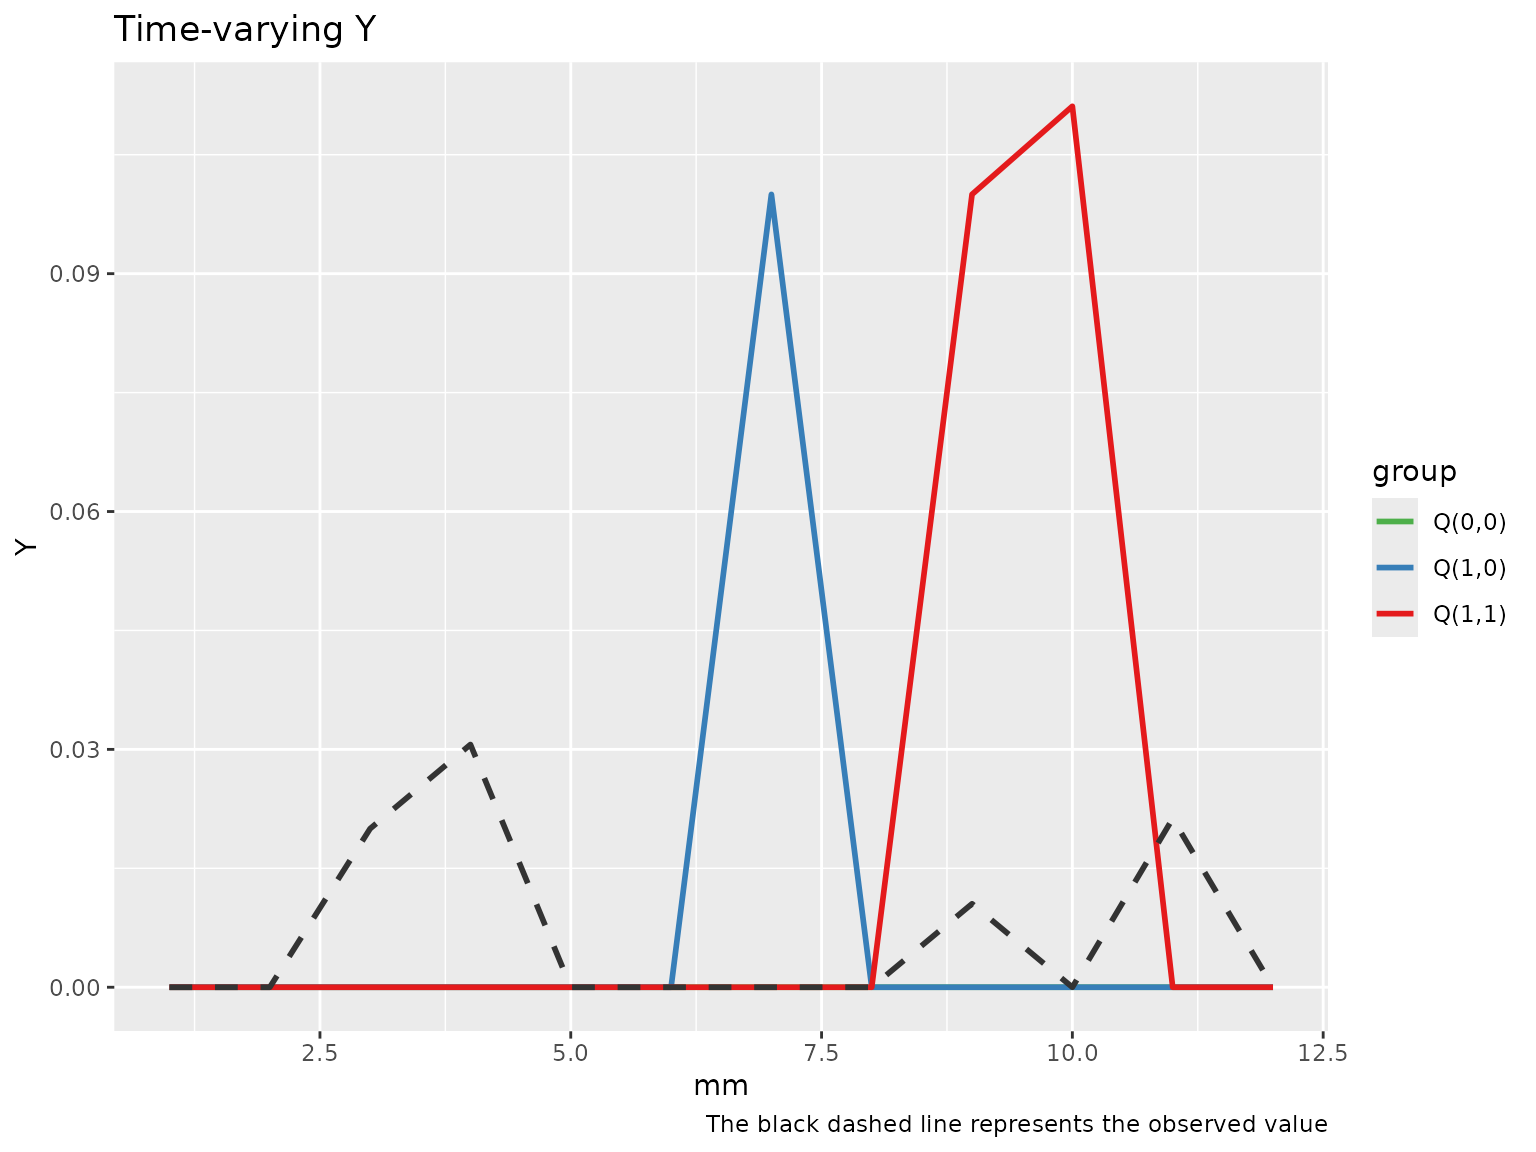 Time-varying Y
0.09
0.06
0.03
0.00
Y
2.5 5.0 7.5 10.0 12.5
mm
The black dashed line represents the observed value
group
Q(0,0)
Q(1,0)
Q(1,1)